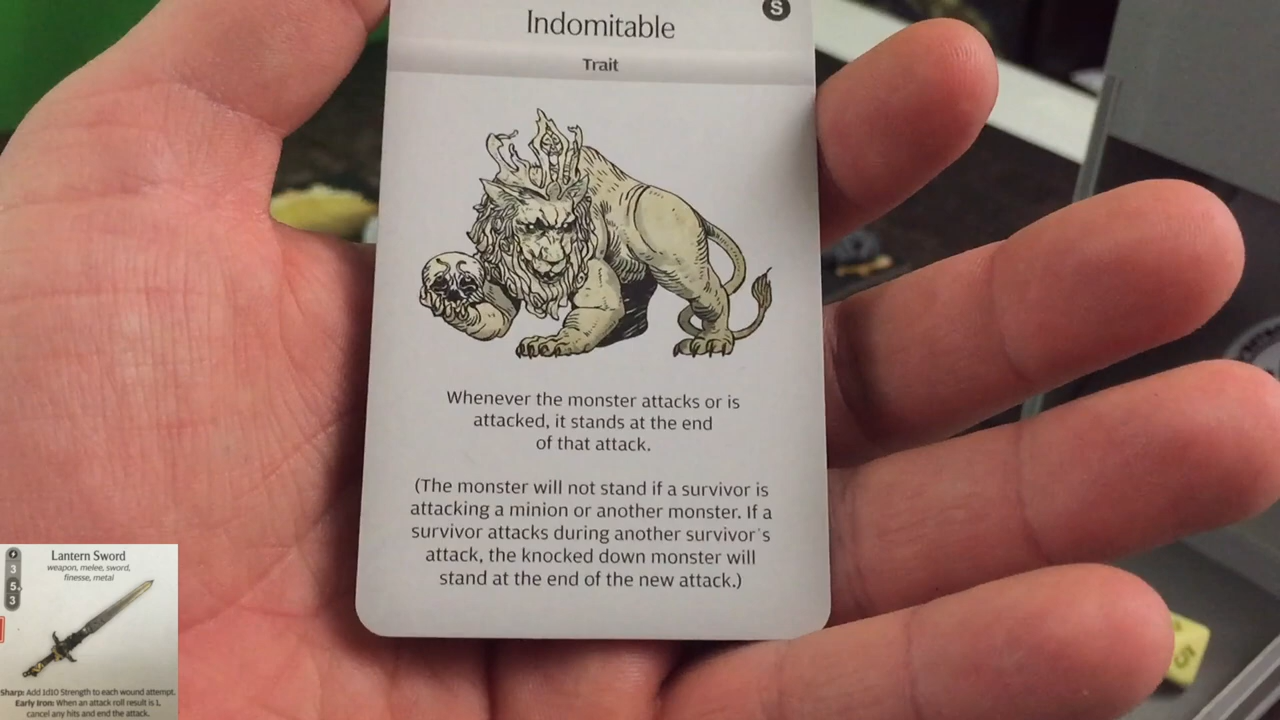 S
Indomitable
Trait
Whenever the monster attacks or is
attacked, it stands at the end
of that attack.
(The monster will not stand if a survivor is
attacking a minion or another monster. If a
survivor attacks during another survivor's
attack, the knocked down monster will
stand at the end of the new attack.)
Lantern Sword
weapon, melee, sword,
finesse, metal
3
5
3
Sharp: Add 1d10 Strength to each wound attempt.
Early Iron: When an attack roll result is 1,
cancel any hits and end the attack.